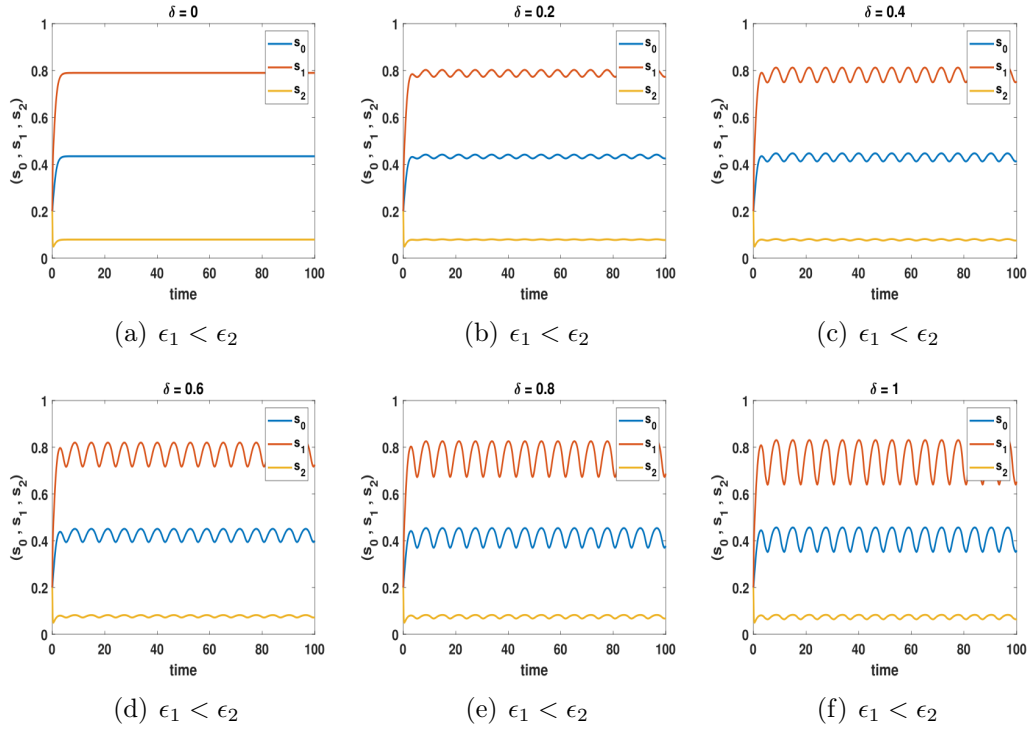 δ = 0
(s₀ , s₁ , s₂)
1
0.8
0.6
0.4
0.2
0
0 20 40 60 80 100
time
s₀
s₁
s₂
(a) ϵ₁ < ϵ₂
δ = 0.2
(s₀ , s₁ , s₂)
1
0.8
0.6
0.4
0.2
0
0 20 40 60 80 100
time
s₀
s₁
s₂
(b) ϵ₁ < ϵ₂
δ = 0.4
(s₀ , s₁ , s₂)
1
0.8
0.6
0.4
0.2
0
0 20 40 60 80 100
time
s₀
s₁
s₂
(c) ϵ₁ < ϵ₂
δ = 0.6
(s₀ , s₁ , s₂)
1
0.8
0.6
0.4
0.2
0
0 20 40 60 80 100
time
s₀
s₁
s₂
(d) ϵ₁ < ϵ₂
δ = 0.8
(s₀ , s₁ , s₂)
1
0.8
0.6
0.4
0.2
0
0 20 40 60 80 100
time
s₀
s₁
s₂
(e) ϵ₁ < ϵ₂
δ = 1
(s₀ , s₁ , s₂)
1
0.8
0.6
0.4
0.2
0
0 20 40 60 80 100
time
s₀
s₁
s₂
(f) ϵ₁ < ϵ₂